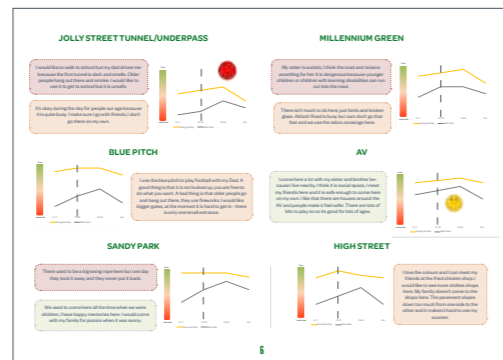 JOLLY STREET TUNNEL/UNDERPASS
I would like to walk to school but my dad drives me
because the foot tunnel is dark and smells. Older
people hang out there and smoke. I would like to
use it to get to school but it is unsafe.
It's okay during the day for people our age because
it is quite busy. I make sure I go with friends, I don't
go there on my own.
MILLENNIUM GREEN
My sister is autistic, I think the road and noise is
unsettling for her. It is dangerous because younger
children or children with learning disabilities can run
out into the road.
There isn't much to do here, just tables and broken
glass. Abbott Road is busy but cars don't go that
fast and we use the zebra crossings here.
BLUE PITCH
I use the blue pitch to play football with my Dad. A
good thing is that it is not locked up, you are free to
do what you want. A bad thing is that older people go
and hang out there, they use fireworks. I would like
bigger gates, at the moment it is hard to get in - there
is only one small entrance.
AV
I come here a lot with my sister and brother be-
cause I live nearby. I think it is social space, I meet
my friends here and it is safe enough to come here
on my own. I like that there are houses around the
AV and people make it feel safer. There are lots of
bits to play on so its good for lots of ages.
SANDY PARK
There used to be a big swing rope here but one day
they took it away, and they never put it back.
We used to come here all the time when we were
children, I have happy memories here. I would come
with my family for picnics when it was sunny.
HIGH STREET
I love the colours and I can meet my
friends at the fried chicken shop. I
would like to see more clothes shops
here. My family doesn't come to the
shops here. The pavement slopes
down too much from one side to the
other and it makes it hard to use my
scooter.
6